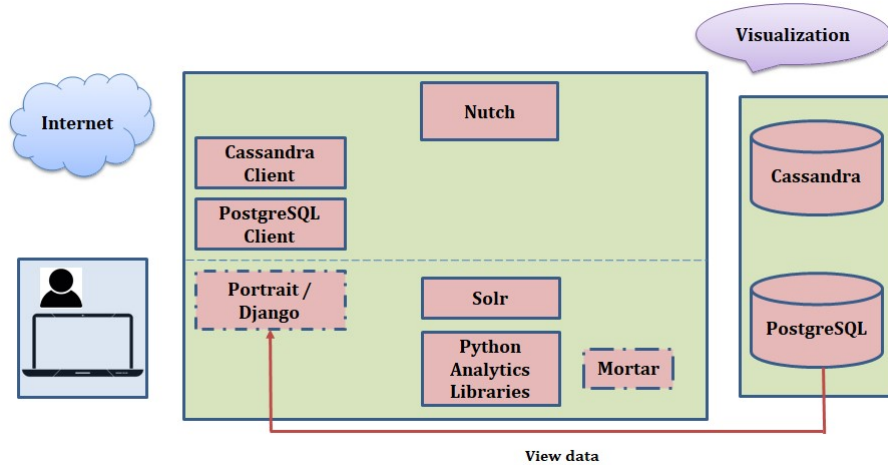 Visualization
Internet
Nutch
Cassandra
Client
Cassandra
PostgreSQL
Client
Portrait /
Django
Solr
PostgreSQL
Python
Analytics
Libraries
Mortar
View data